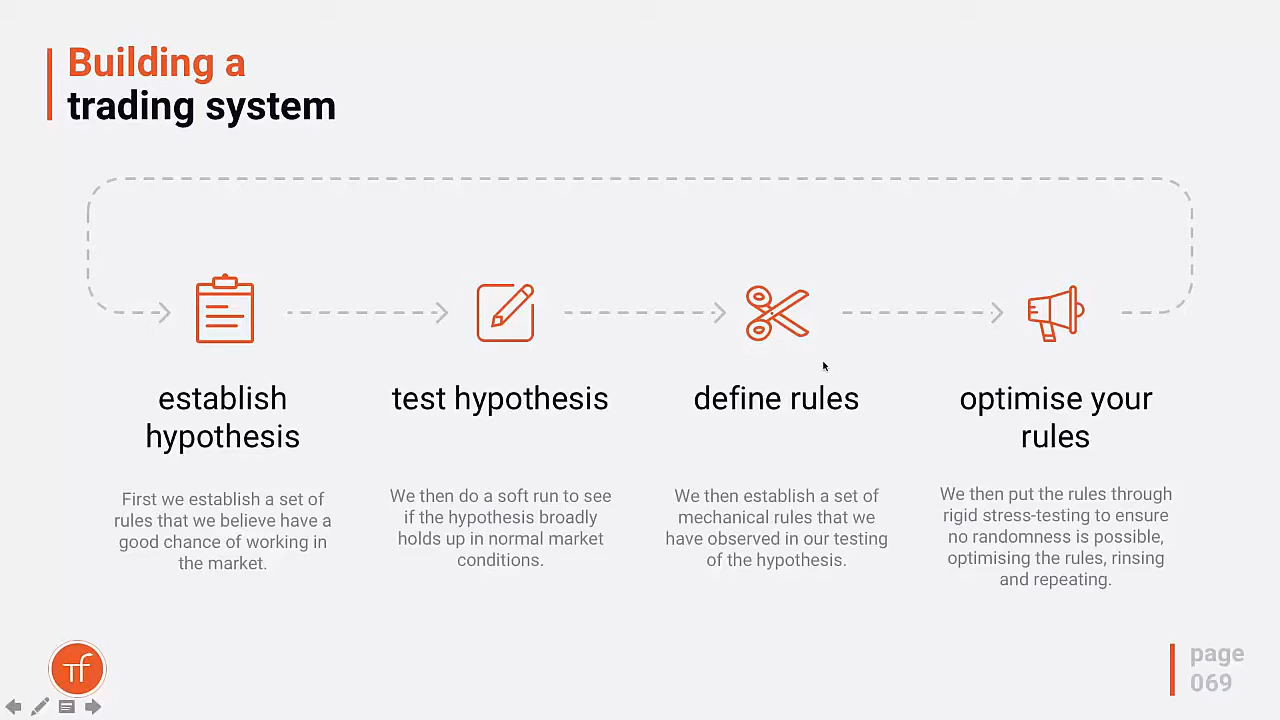 Building a
trading system
establish
hypothesis
First we establish a set of
rules that we believe have a
good chance of working in
the market.
test hypothesis
We then do a soft run to see
if the hypothesis broadly
holds up in normal market
conditions.
define rules
We then establish a set of
mechanical rules that we
have observed in our testing
of the hypothesis.
optimise your
rules
We then put the rules through
rigid stress-testing to ensure
no randomness is possible,
optimising the rules, rinsing
and repeating.
Tf
page
069